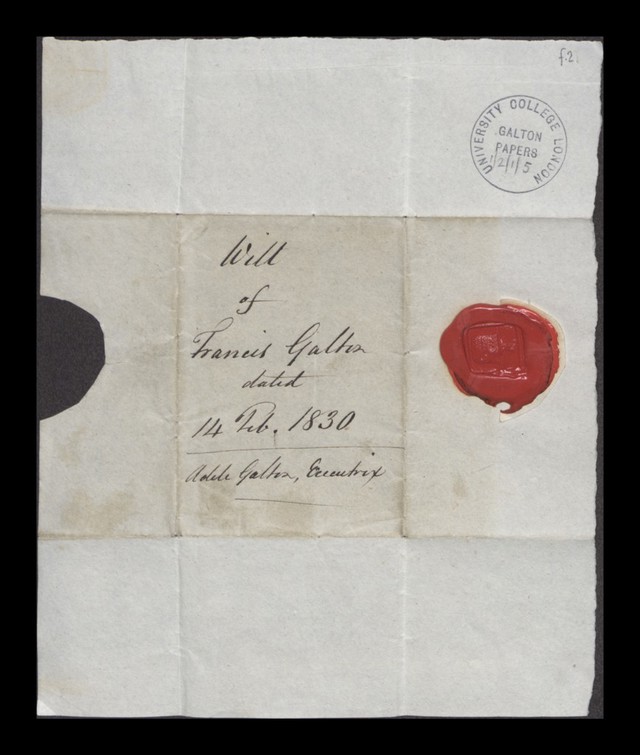 f.2.
UNIVERSITY COLLEGE LONDON
GALTON
PAPERS
1/2/1/5
Will
of
Francis Galton
dated
14 Feb. 1830
Adele Galton, Executrix